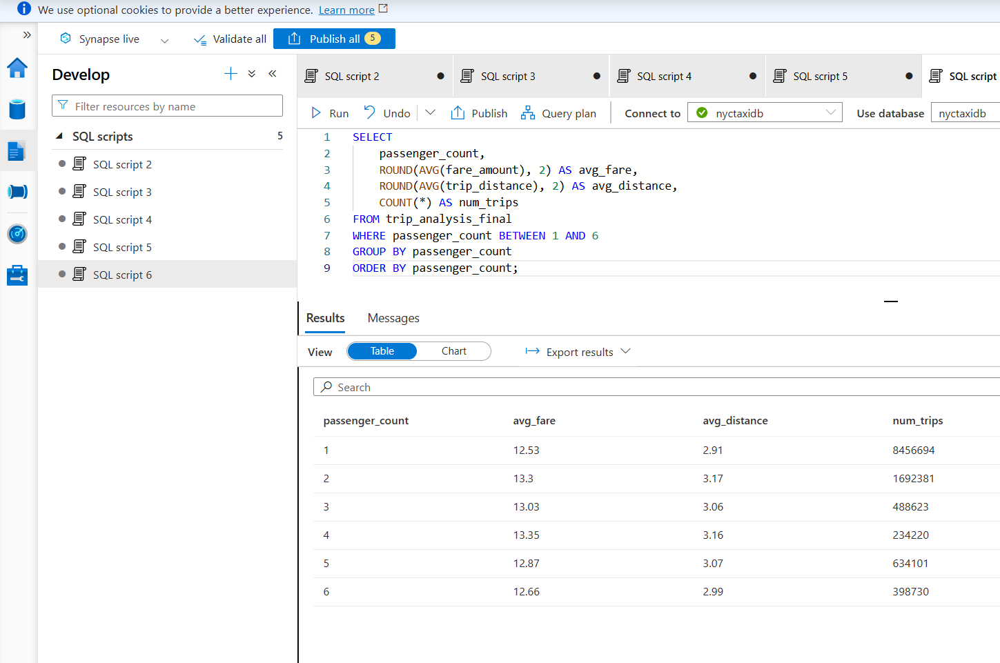 We use optional cookies to provide a better experience. Learn more
Synapse live
Validate all
Publish all 5
Develop
Filter resources by name
SQL scripts 5
SQL script 2
SQL script 3
SQL script 4
SQL script 5
SQL script 6
SQL script 2
SQL script 3
SQL script 4
SQL script 5
SQL script
Run
Undo
Publish
Query plan
Connect to
nyctaxidb
Use database
nyctaxidb
1 SELECT
2 passenger_count,
3 ROUND(AVG(fare_amount), 2) AS avg_fare,
4 ROUND(AVG(trip_distance), 2) AS avg_distance,
5 COUNT(*) AS num_trips
6 FROM trip_analysis_final
7 WHERE passenger_count BETWEEN 1 AND 6
8 GROUP BY passenger_count
9 ORDER BY passenger_count;
Results Messages
View Table Chart Export results
Search
passenger_count avg_fare avg_distance num_trips
1 12.53 2.91 8456694
2 13.3 3.17 1692381
3 13.03 3.06 488623
4 13.35 3.16 234220
5 12.87 3.07 634101
6 12.66 2.99 398730